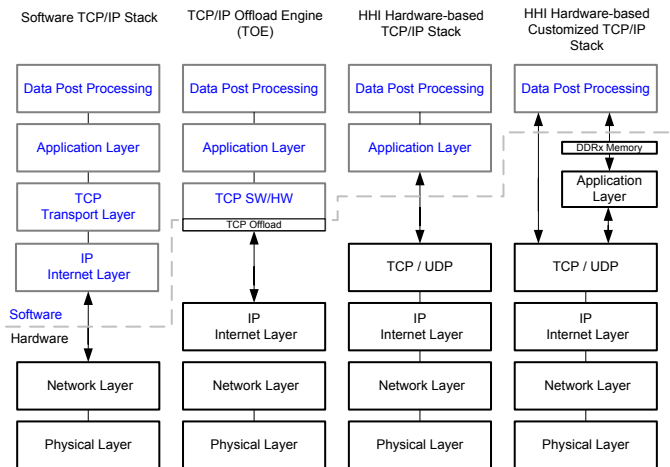 Software TCP/IP Stack
Data Post Processing
Application Layer
TCP
Transport Layer
IP
Internet Layer
Software
Hardware
Network Layer
Physical Layer
TCP/IP Offload Engine
(TOE)
Data Post Processing
Application Layer
TCP SW/HW
TCP Offload
IP
Internet Layer
Network Layer
Physical Layer
HHI Hardware-based
TCP/IP Stack
Data Post Processing
Application Layer
TCP / UDP
IP
Internet Layer
Network Layer
Physical Layer
HHI Hardware-based
Customized TCP/IP
Stack
Data Post Processing
DDRx Memory
Application
Layer
TCP / UDP
IP
Internet Layer
Network Layer
Physical Layer